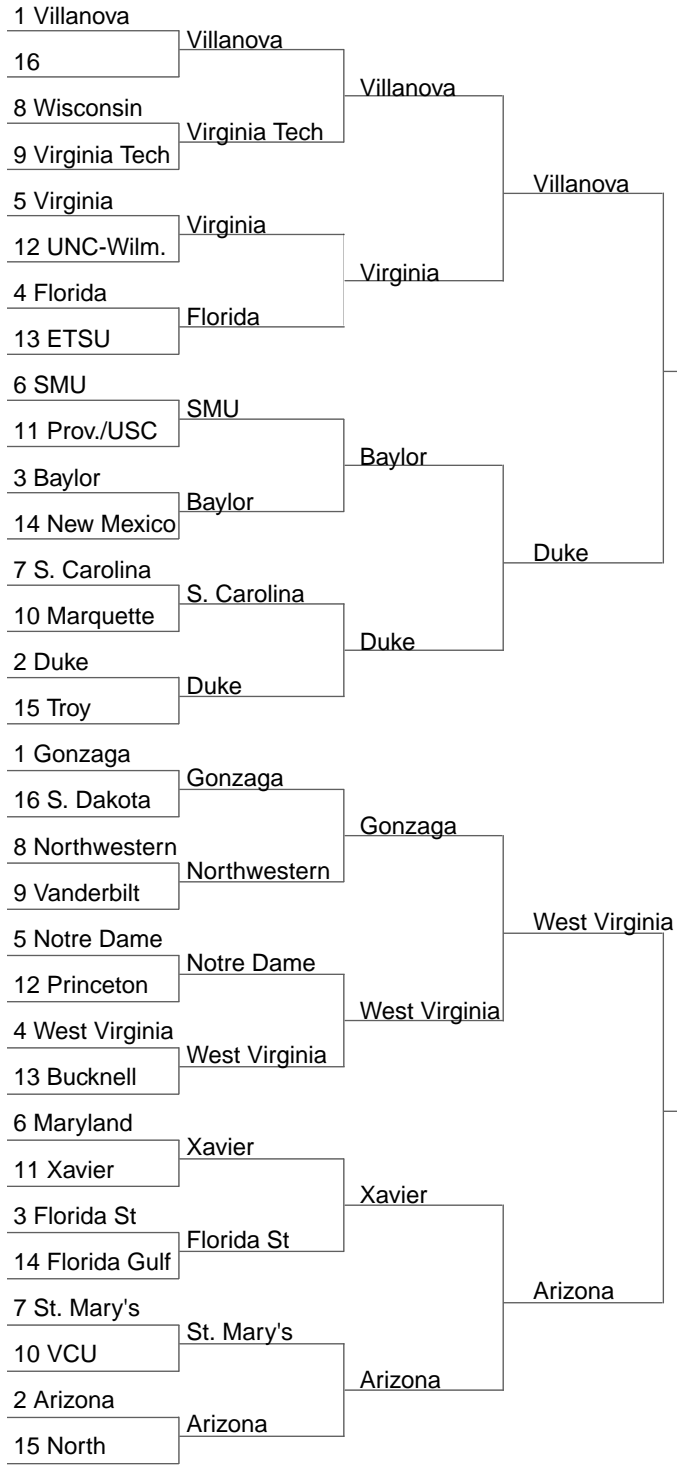 1 Villanova
16
8 Wisconsin
9 Virginia Tech
5 Virginia
12 UNC-Wilm.
4 Florida
13 ETSU
6 SMU
11 Prov./USC
3 Baylor
14 New Mexico
7 S. Carolina
10 Marquette
2 Duke
15 Troy
1 Gonzaga
16 S. Dakota
8 Northwestern
9 Vanderbilt
5 Notre Dame
12 Princeton
4 West Virginia
13 Bucknell
6 Maryland
11 Xavier
3 Florida St
14 Florida Gulf
7 St. Mary's
10 VCU
2 Arizona
15 North
Villanova
Virginia Tech
Virginia
Florida
SMU
Baylor
S. Carolina
Duke
Gonzaga
Northwestern
Notre Dame
West Virginia
Xavier
Florida St
St. Mary's
Arizona
Villanova
Virginia
Baylor
Duke
Gonzaga
West Virginia
Xavier
Arizona
Villanova
Duke
West Virginia
Arizona